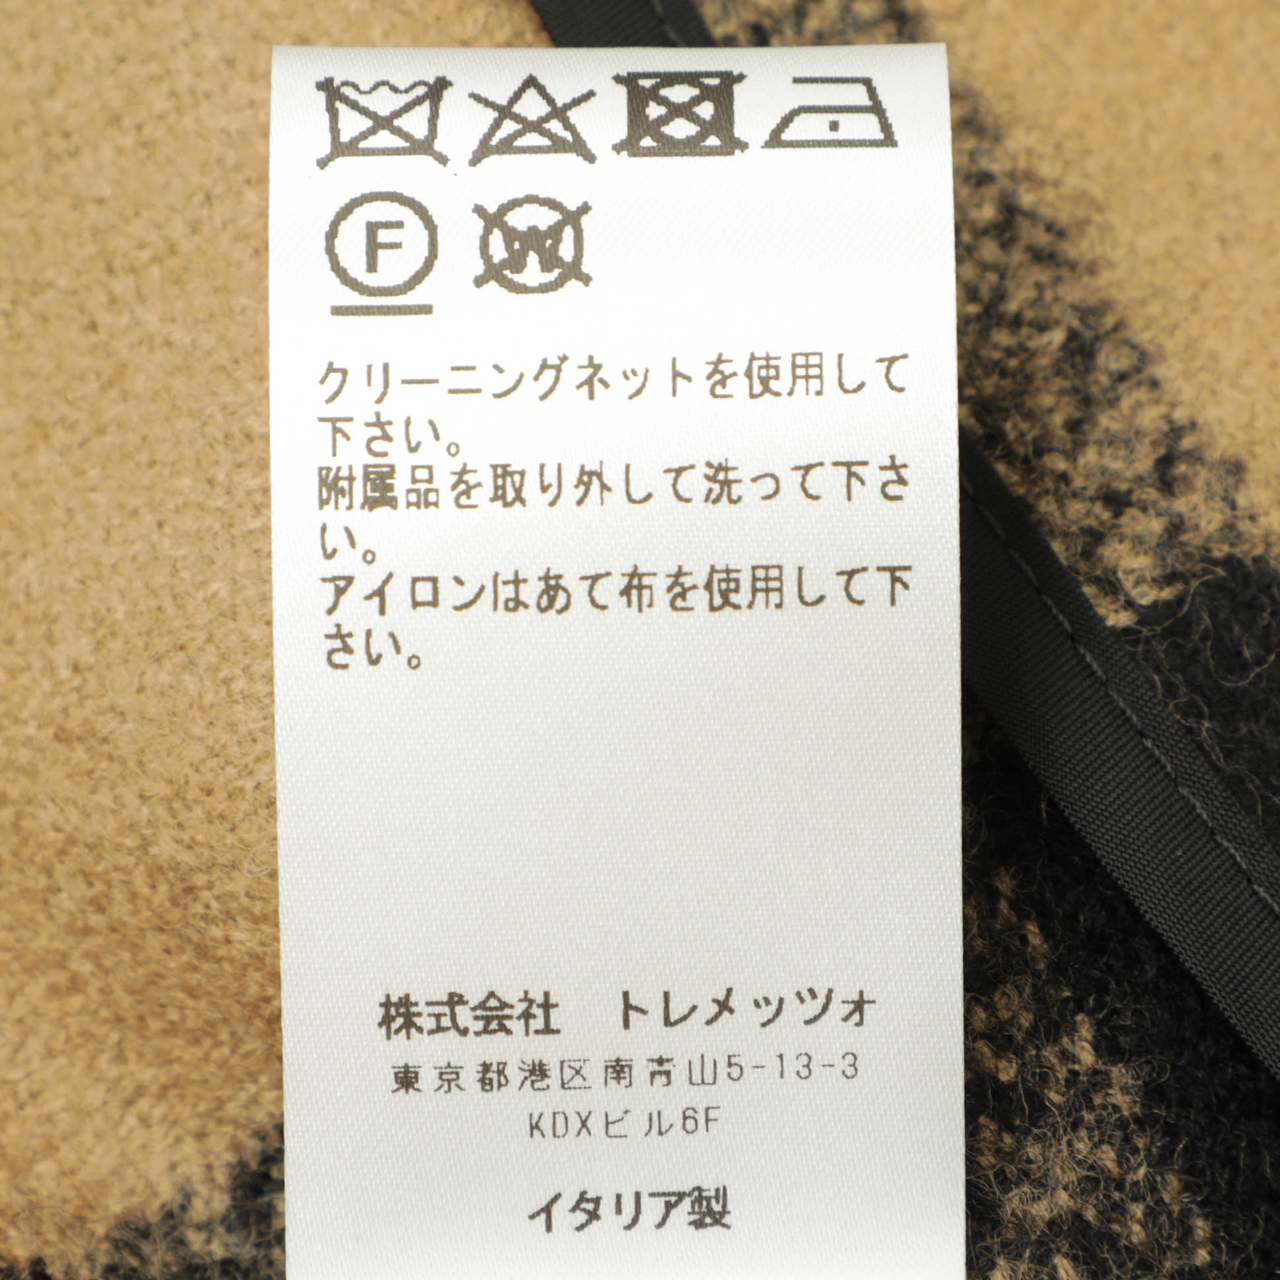 F
W
クリーニングネットを使用して
下さい。
附属品を取り外して洗って下さ
い。
アイロンはあて布を使用して下
さい。
株式会社　トレメッツォ
東京都港区南青山5-13-3
KDXビル6F
イタリア製